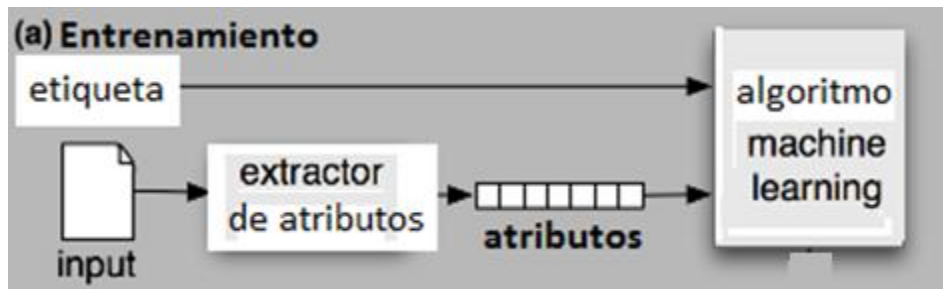 (a) Entrenamiento
etiqueta
algoritmo
machine
learning
extractor
de atributos
atributos
input